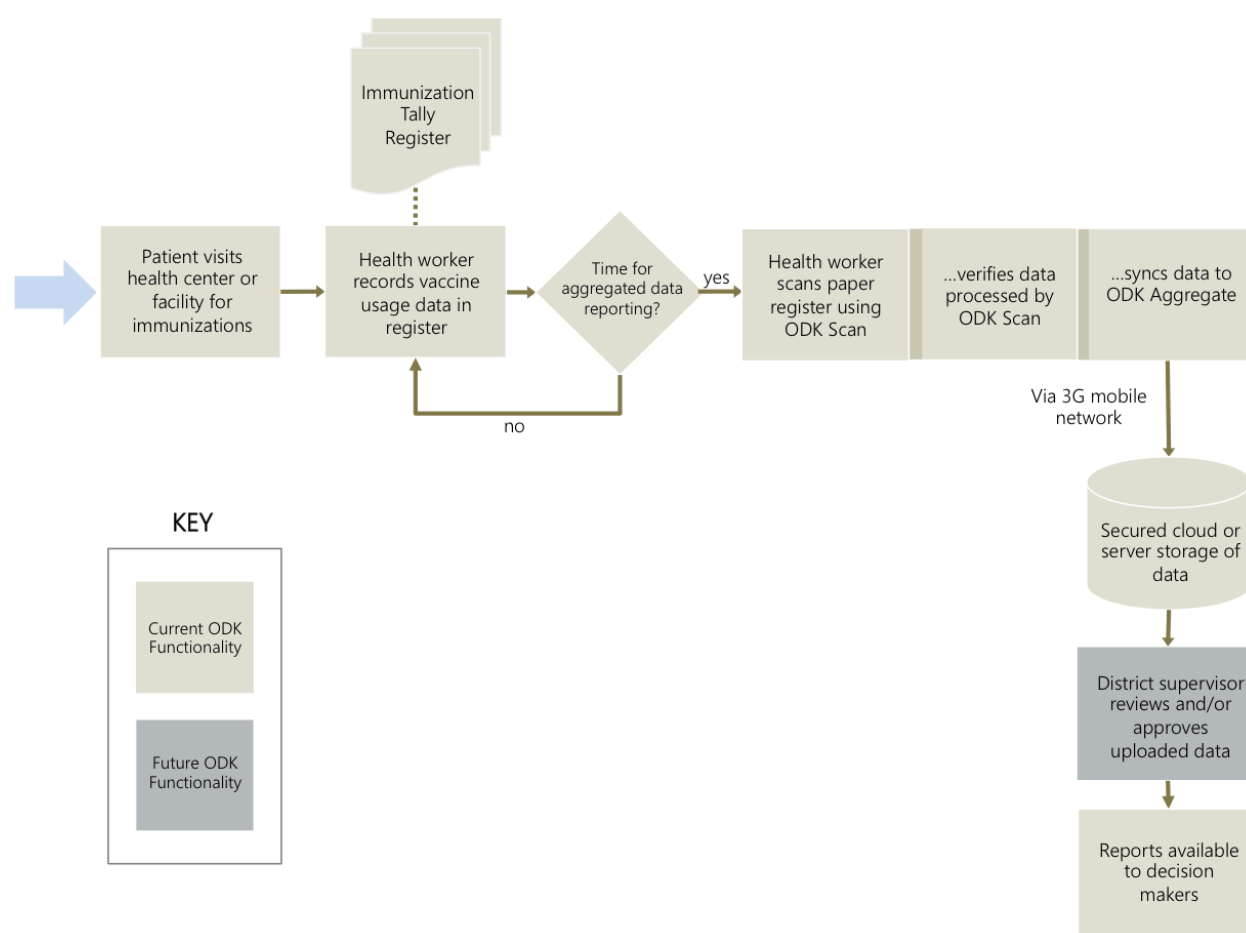 Immunization
Tally
Register
Patient visits
health center or
facility for
immunizations
Health worker
records vaccine
usage data in
register
Time for
aggregated data
reporting?
yes
no
Health worker
scans paper
register using
ODK Scan
...verifies data
processed by
ODK Scan
...syncs data to
ODK Aggregate
Via 3G mobile
network
Secured cloud or
server storage of
data
District supervisor
reviews and/or
approves
uploaded data
Reports available
to decision
makers
KEY
Current ODK
Functionality
Future ODK
Functionality